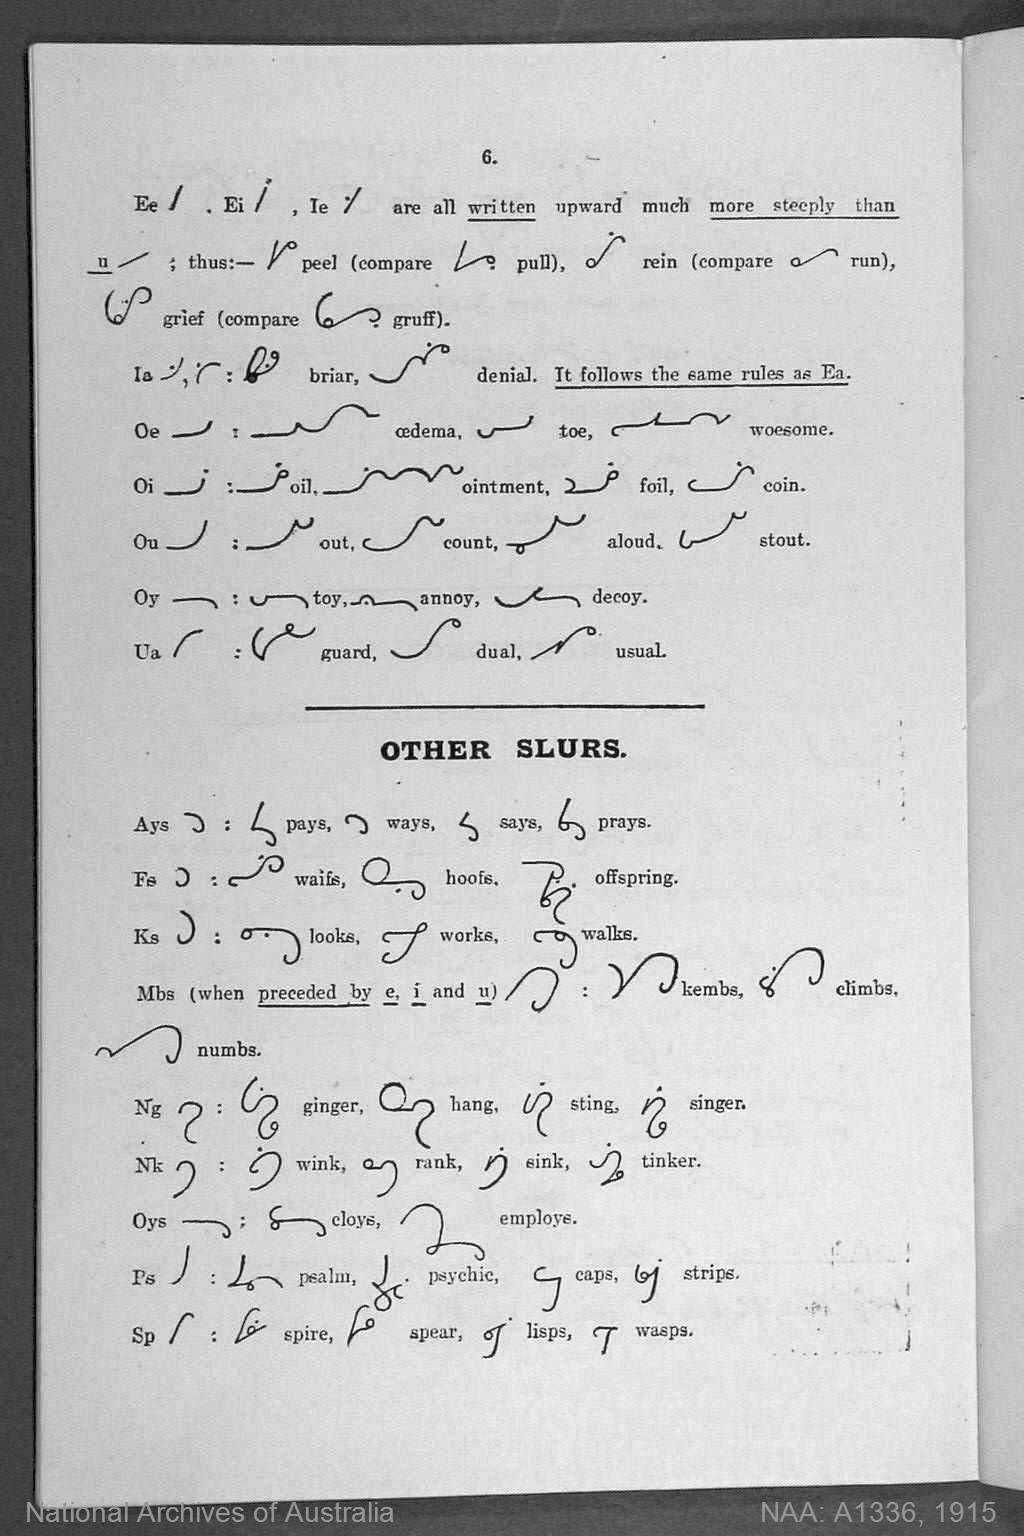 6.
Ee , Ei , Ie are all written upward much more steeply than
u ; thus:— peel (compare pull), rein (compare run),
grief (compare gruff).
Ia , : briar, denial. It follows the same rules as Ea.
Oe : œdema, toe, woesome.
Oi : oil, ointment, foil, coin.
Ou : out, count, aloud, stout.
Oy : toy, annoy, decoy.
Ua : guard, dual, usual.
OTHER SLURS.
Ays : pays, ways, says, prays.
Fs : waifs, hoofs, offspring.
Ks : looks, works, walks.
Mbs (when preceded by e, i and u) : kembs, climbs,
numbs.
Ng : ginger, hang, sting, singer.
Nk : wink, rank, sink, tinker.
Oys : cloys, employs.
Ps : psalm, psychic, caps, strips.
Sp : spire, spear, lisps, wasps.
National Archives of Australia NAA: A1336, 1915